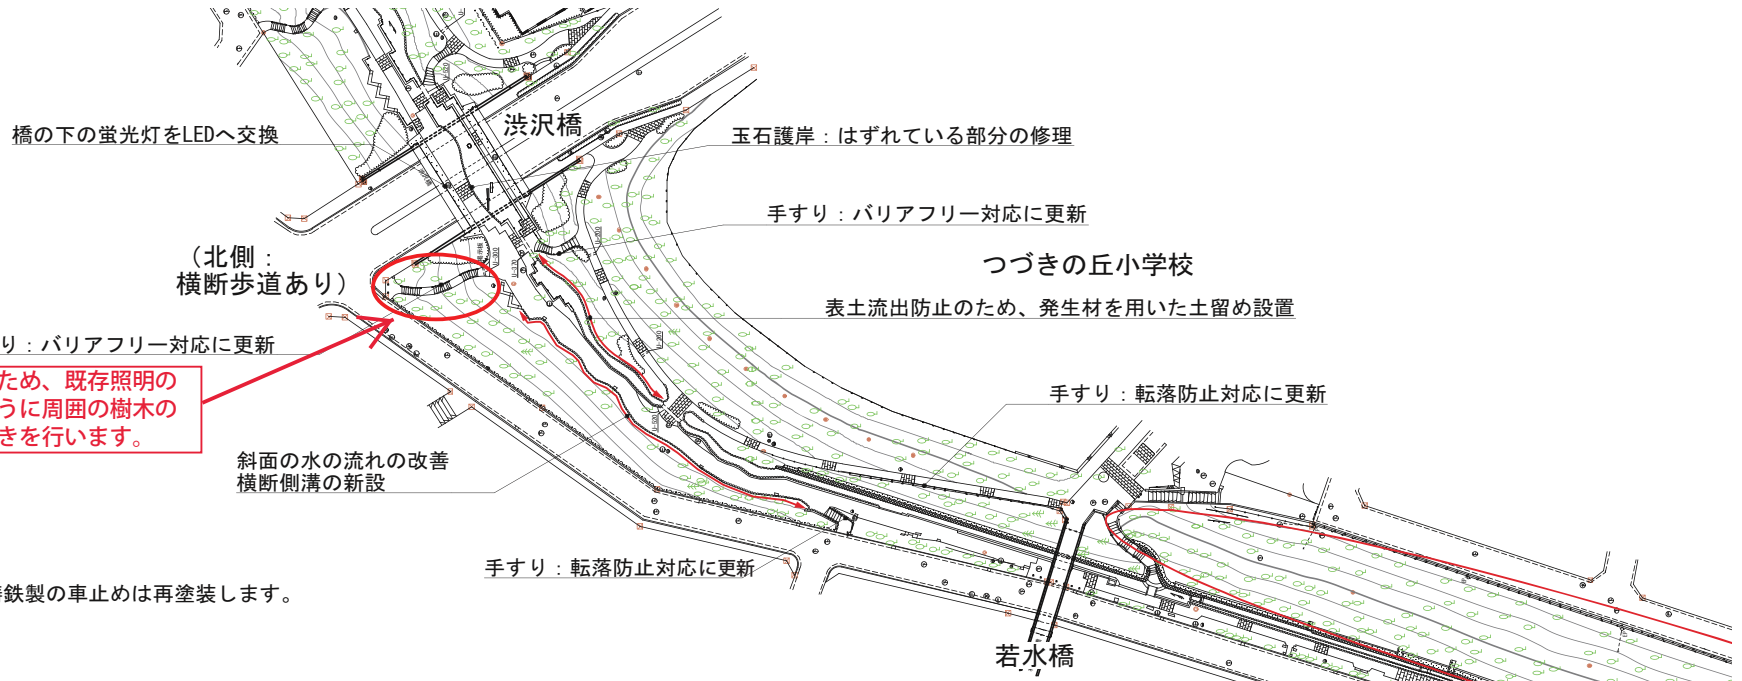 渋沢橋
橋の下の蛍光灯をLEDへ交換
玉石護岸：はずれている部分の修理
手すり：バリアフリー対応に更新
（北側：
横断歩道あり）
つづきの丘小学校
表土流出防止のため、発生材を用いた土留め設置
り：バリアフリー対応に更新
ため、既存照明の
うに周囲の樹木の
きを行います。
手すり：転落防止対応に更新
斜面の水の流れの改善
横断側溝の新設
手すり：転落防止対応に更新
鉄製の車止めは再塗装します。
若水橋